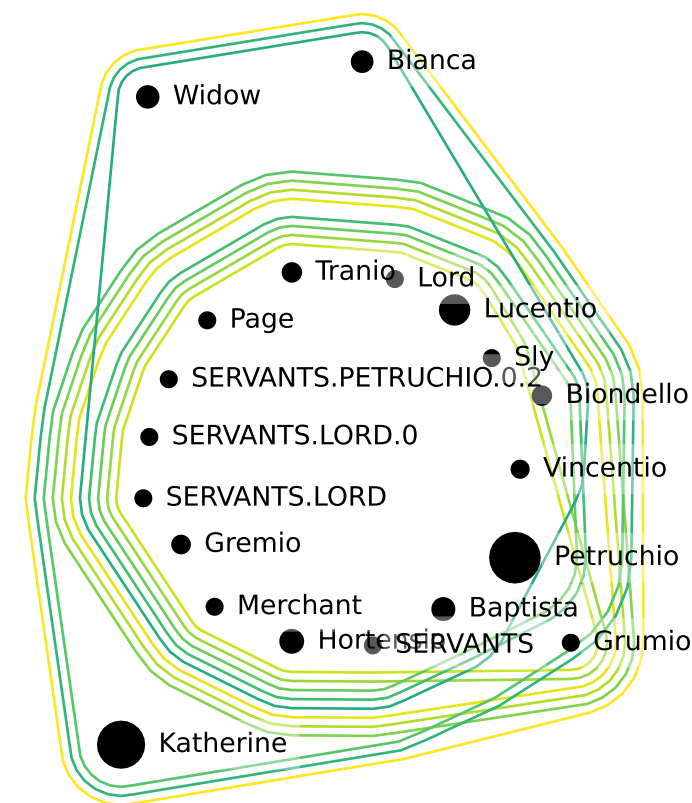 Bianca
Widow
Tranio
Lord
Lucentio
Page
Sly
SERVANTS.PETRUCHIO.0.2
Biondello
SERVANTS.LORD.0
Vincentio
SERVANTS.LORD
Gremio
Petruchio
Merchant
Baptista
Hortensio
SERVANTS
Grumio
Katherine